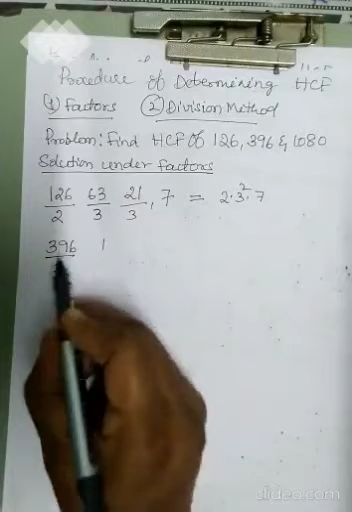 Procedure of Determining HCF
① Factors ② Division Method
Problem: Find HCF of 126, 396 & 1080
Solution under factors
126/2 63/3 21/3, 7 = 2·3²·7
396 1
clideo.com